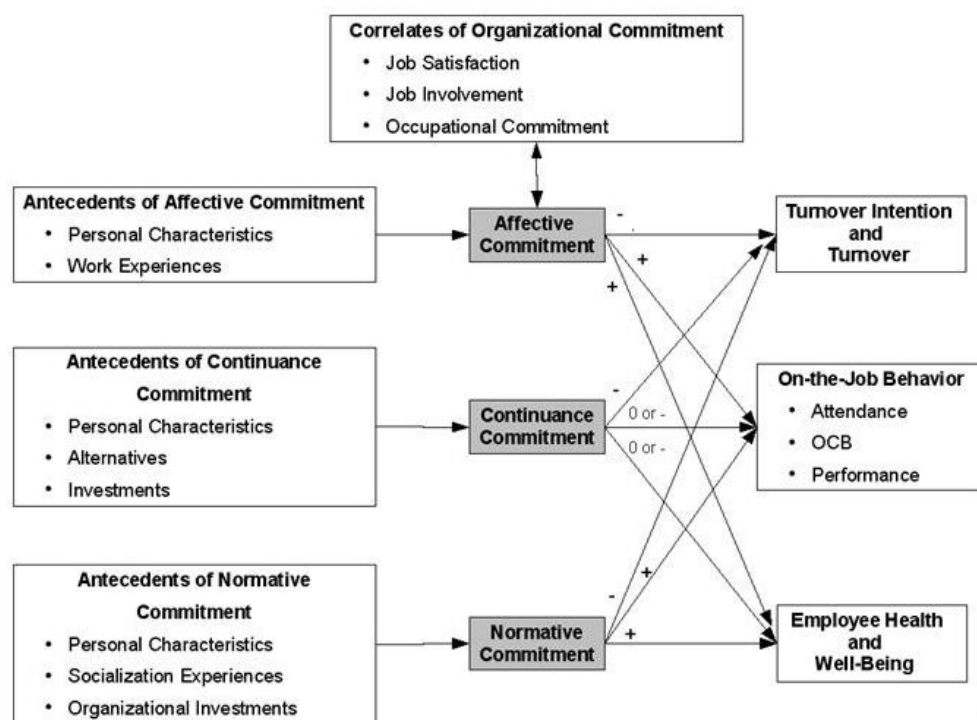 Correlates of Organizational Commitment
• Job Satisfaction
• Job Involvement
• Occupational Commitment
Antecedents of Affective Commitment
• Personal Characteristics
• Work Experiences
Affective
Commitment
-
+
+
Turnover Intention
and
Turnover
Antecedents of Continuance
Commitment
• Personal Characteristics
• Alternatives
• Investments
Continuance
Commitment
-
0 or -
0 or -
On-the-Job Behavior
• Attendance
• OCB
• Performance
Antecedents of Normative
Commitment
• Personal Characteristics
• Socialization Experiences
• Organizational Investments
Normative
Commitment
-
+
+
Employee Health
and
Well-Being